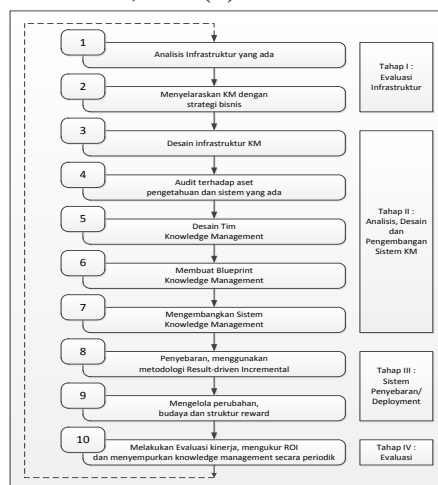 1
Analisis Infrastruktur yang ada
2
Menyelaraskan KM dengan
strategi bisnis
Tahap I :
Evaluasi
Infrastruktur
3
Desain infrastruktur KM
4
Audit terhadap aset
pengetahuan dan sistem yang ada
5
Desain Tim
Knowledge Management
6
Membuat Blueprint
Knowledge Management
7
Mengembangkan Sistem
Knowledge Management
Tahap II :
Analisis, Desain
dan
Pengembangan
Sistem KM
8
Penyebaran, menggunakan
metodologi Result-driven Incremental
9
Mengelola perubahan,
budaya dan struktur reward
Tahap III :
Sistem
Penyebaran/
Deployment
10
Melakukan Evaluasi kinerja, mengukur ROI
dan menyempurkan knowledge management secara periodik
Tahap IV :
Evaluasi